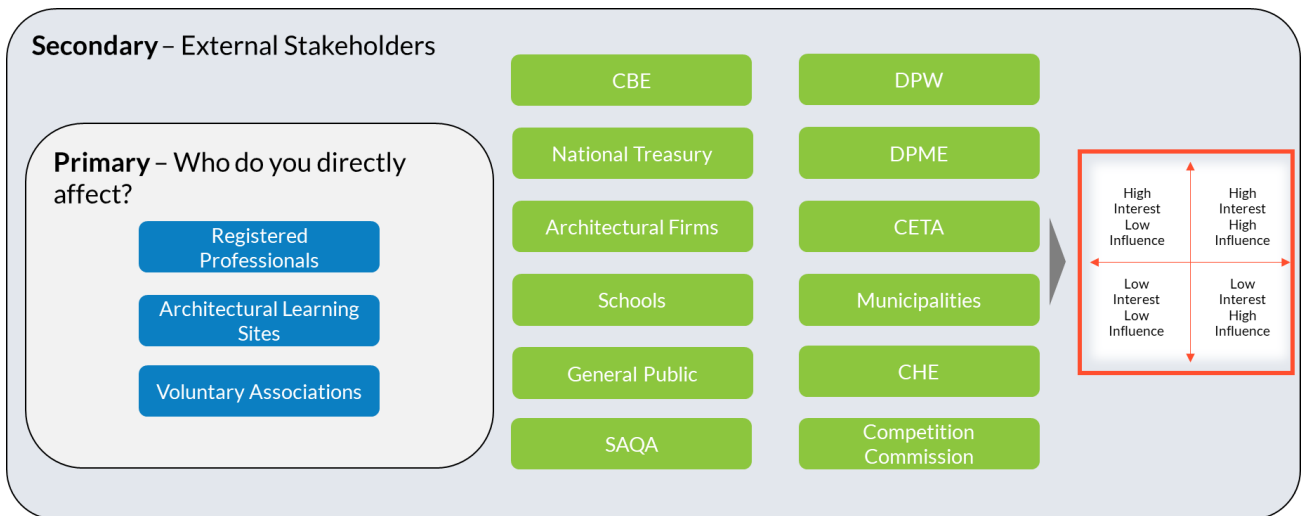 Secondary – External Stakeholders
Primary – Who do you directly
affect?
Registered
Professionals
Architectural Learning
Sites
Voluntary Associations
CBE
National Treasury
Architectural Firms
Schools
General Public
SAQA
DPW
DPME
CETA
Municipalities
CHE
Competition
Commission
High
Interest
Low
Influence
High
Interest
High
Influence
Low
Interest
Low
Influence
Low
Interest
High
Influence